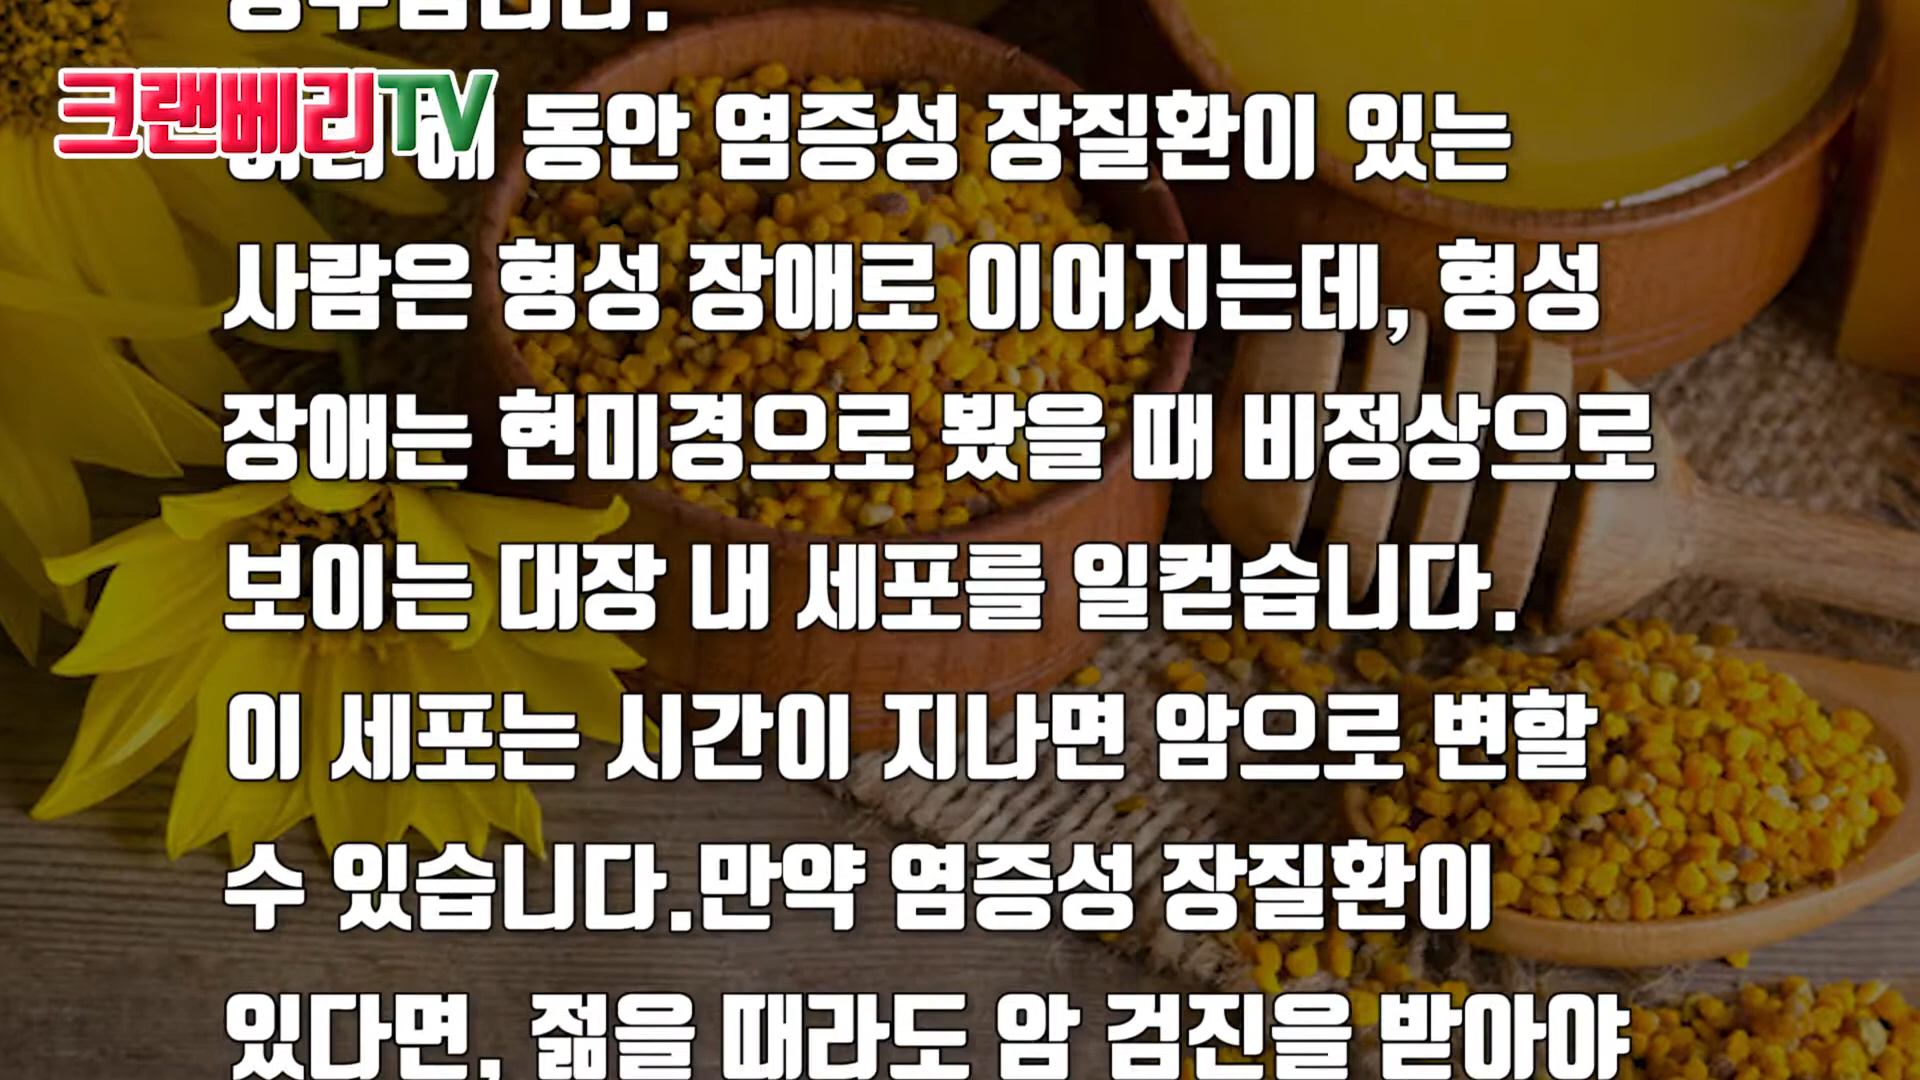 크랜베리TV
동안 염증성 장질환이 있는
사람은 형성 장애로 이어지는데, 형성
장애는 현미경으로 봤을 때 비정상으로
보이는 대장 내 세포를 일컫습니다.
이 세포는 시간이 지나면 암으로 변할
수 있습니다.만약 염증성 장질환이
있다면, 젊을 때라도 암 검진을 받아야